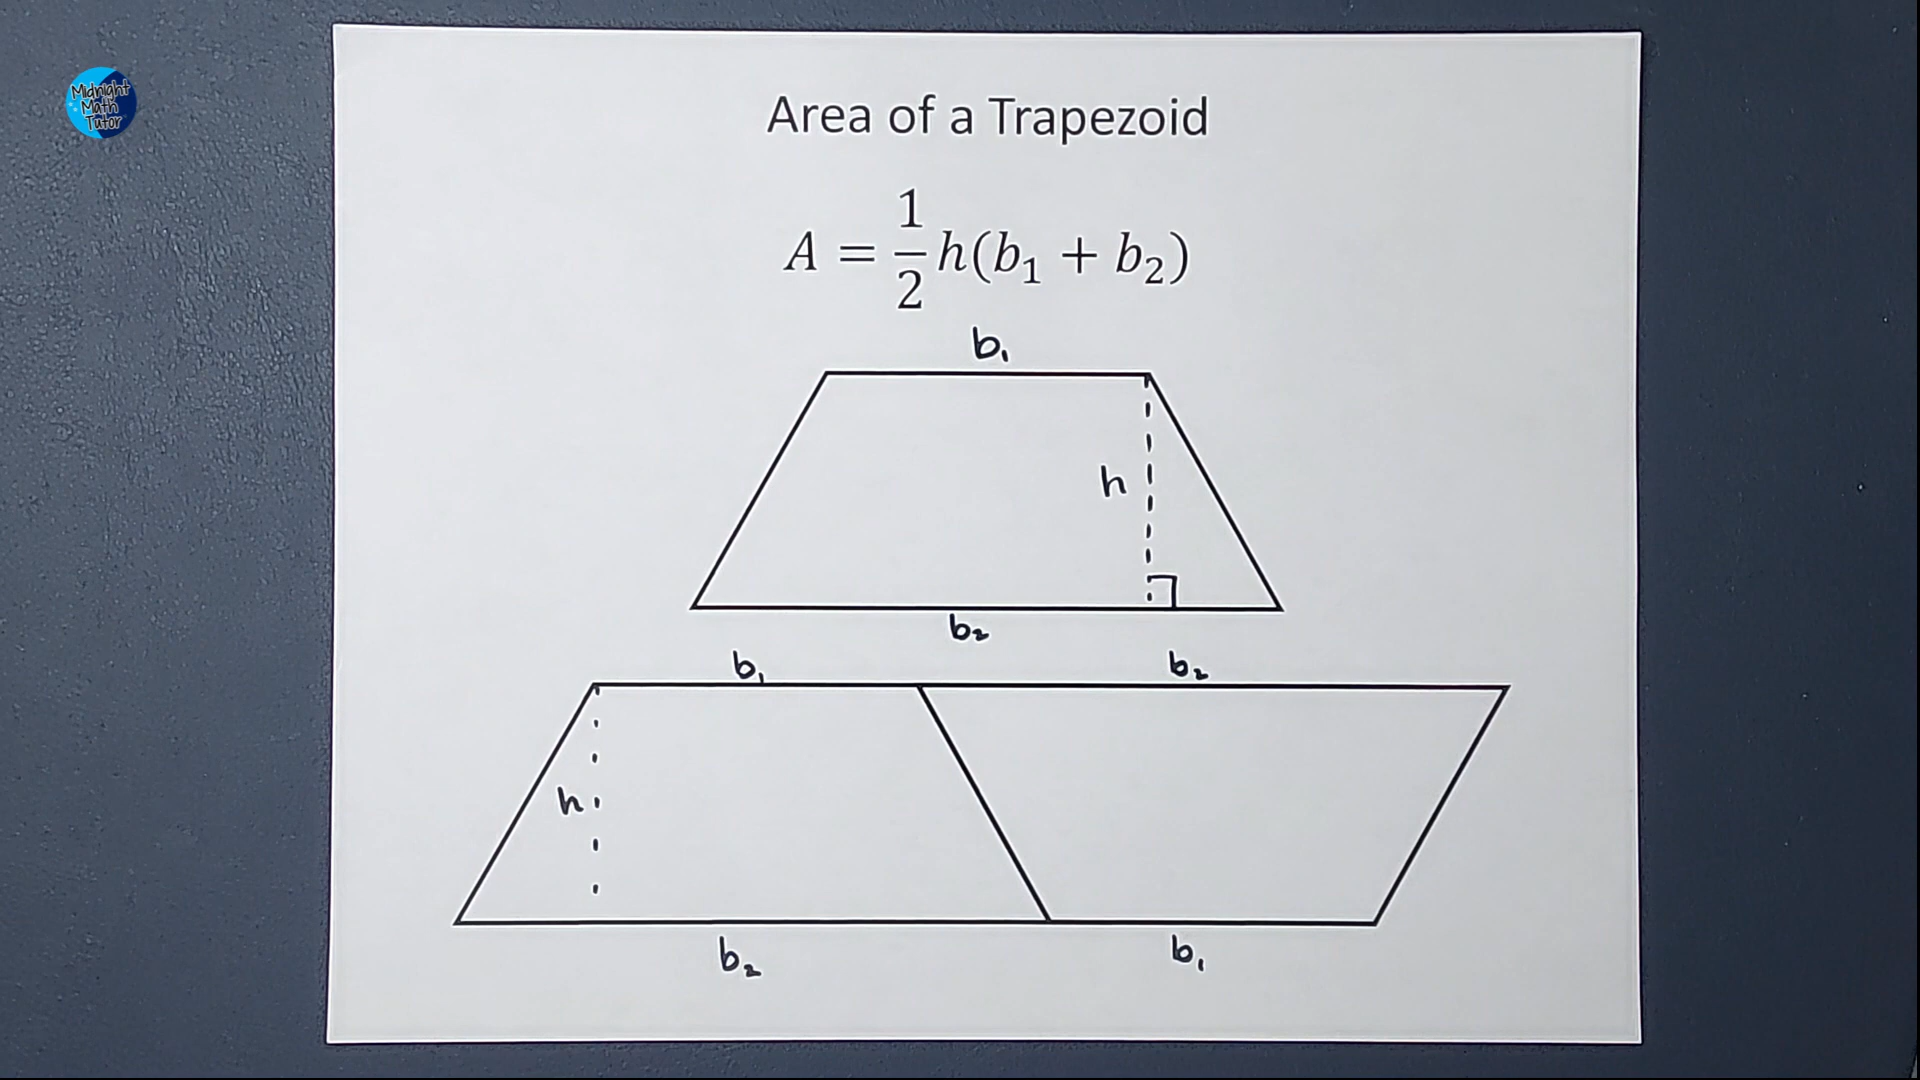 Midnight
Math
Tutor
Area of a Trapezoid
A = 1/2 h(b₁ + b₂)
b₁
h
b₂
b₁ b₂
h
b₂ b₁